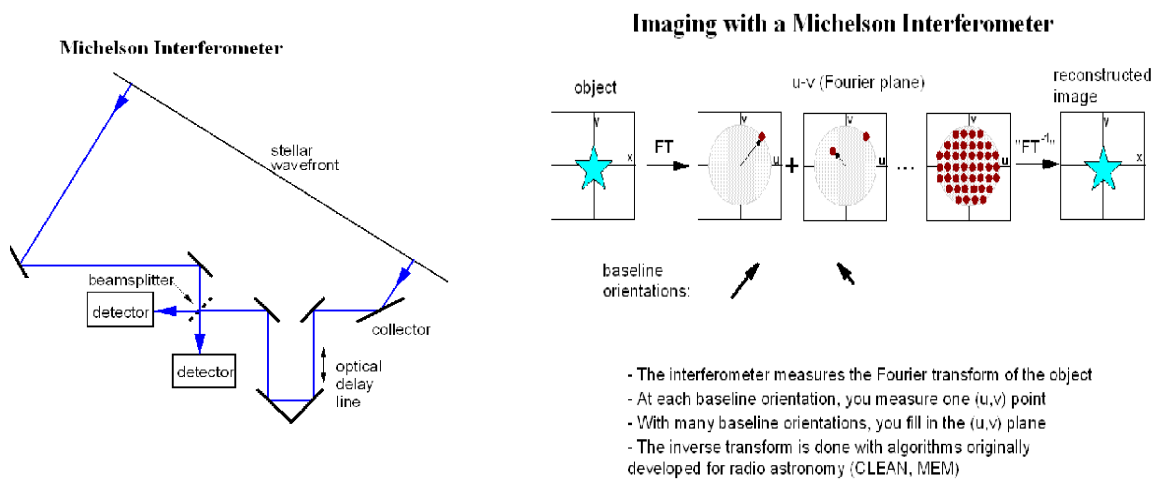 Michelson Interferometer
stellar
wavefront
beamsplitter
detector
detector
collector
optical
delay
line
Imaging with a Michelson Interferometer
object
u-v (Fourier plane)
reconstructed
image
y
x
FT
v
u
+
v
u
...
v
u
"FT-1"
y
x
baseline
orientations:
- The interferometer measures the Fourier transform of the object
- At each baseline orientation, you measure one (u,v) point
- With many baseline orientations, you fill in the (u,v) plane
- The inverse transform is done with algorithms originally
developed for radio astronomy (CLEAN, MEM)